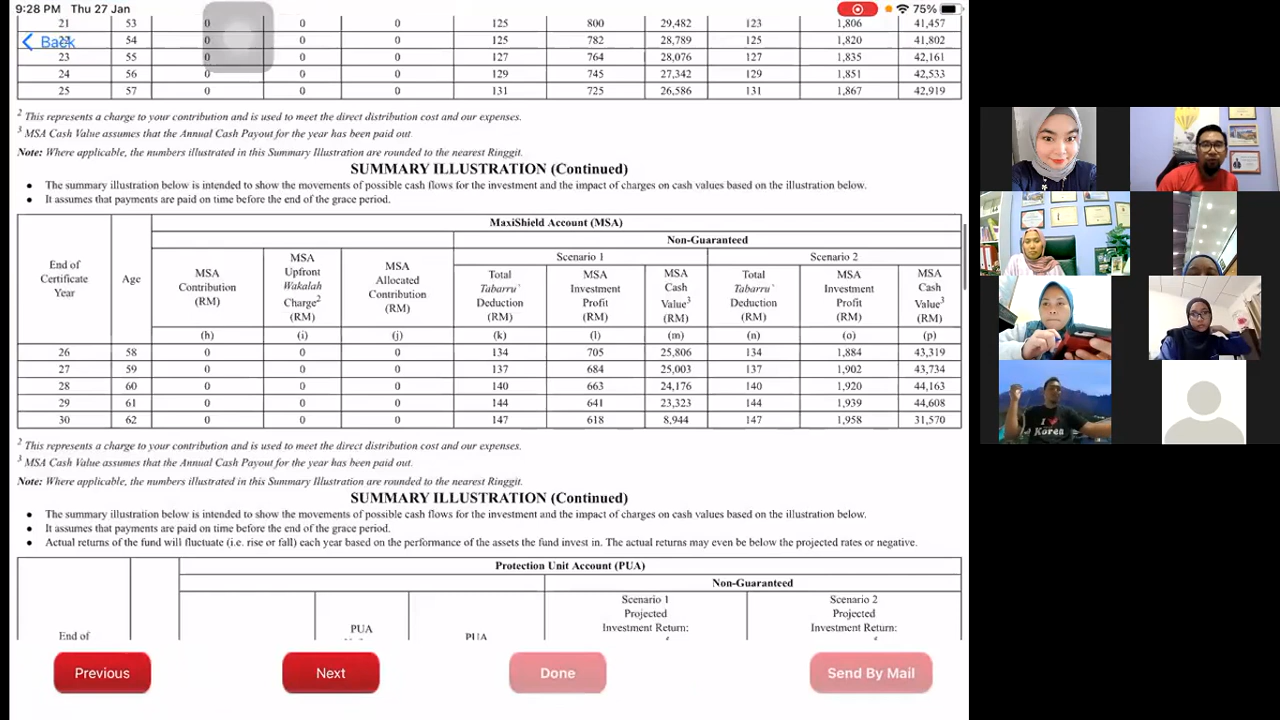 9:28 PM Thu 27 Jan 75%
21 53 0 0 0 125 800 29,482 123 1,806 41,457
Back
54 0 0 0 125 782 28,789 125 1,820 41,802
23 55 0 0 0 127 764 28,076 127 1,835 42,161
24 56 0 0 0 129 745 27,342 129 1,851 42,533
25 57 0 0 0 131 725 26,586 131 1,867 42,919
2 This represents a charge to your contribution and is used to meet the direct distribution cost and our expenses.
3 MSA Cash Value assumes that the Annual Cash Payout for the year has been paid out.
Note: Where applicable, the numbers illustrated in this Summary Illustration are rounded to the nearest Ringgit.
SUMMARY ILLUSTRATION (Continued)
• The summary illustration below is intended to show the movements of possible cash flows for the investment and the impact of charges on cash values based on the illustration below.
• It assumes that payments are paid on time before the end of the grace period.
MaxiShield Account (MSA)
Non-Guaranteed
Scenario 1 Scenario 2
End of Certificate Year Age MSA Contribution (RM) MSA Upfront Wakalah Charge2 (RM) MSA Allocated Contribution (RM) Total Tabarru` Deduction (RM) MSA Investment Profit (RM) MSA Cash Value3 (RM) Total Tabarru` Deduction (RM) MSA Investment Profit (RM) MSA Cash Value3 (RM)
(h) (i) (j) (k) (l) (m) (n) (o) (p)
26 58 0 0 0 134 705 25,806 134 1,884 43,319
27 59 0 0 0 137 684 25,003 137 1,902 43,734
28 60 0 0 0 140 663 24,176 140 1,920 44,163
29 61 0 0 0 144 641 23,323 144 1,939 44,608
30 62 0 0 0 147 618 8,944 147 1,958 31,570
2 This represents a charge to your contribution and is used to meet the direct distribution cost and our expenses.
3 MSA Cash Value assumes that the Annual Cash Payout for the year has been paid out.
Note: Where applicable, the numbers illustrated in this Summary Illustration are rounded to the nearest Ringgit.
SUMMARY ILLUSTRATION (Continued)
• The summary illustration below is intended to show the movements of possible cash flows for the investment and the impact of charges on cash values based on the illustration below.
• It assumes that payments are paid on time before the end of the grace period.
• Actual returns of the fund will fluctuate (i.e. rise or fall) each year based on the performance of the assets the fund invest in. The actual returns may even be below the projected rates or negative.
Protection Unit Account (PUA)
Non-Guaranteed
Scenario 1 Scenario 2
Projected Projected
Investment Return: Investment Return:
End of PUA PUA
Previous Next Done Send By Mail
I Korea